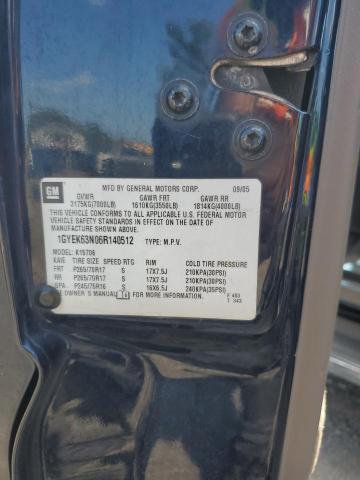 GM
MFD BY GENERAL MOTORS CORP. 09/05
GVWR GAWR FRT GAWR RR
3175KG(7000LB) 1610KG(3550LB) 1814KG(4000LB)
THIS VEHICLE CONFORMS TO ALL APPLICABLE U.S. FEDERAL MOTOR
VEHICLE SAFETY STANDARDS IN EFFECT ON THE DATE OF
MANUFACTURE SHOWN ABOVE.
1GYEK63N06R140512 TYPE: M.P.V.
MODEL: K15706
TIRE SIZE SPEED RTG RIM COLD TIRE PRESSURE
FRT P265/70R17 S 17X7.5J 210KPA(30PSI)
RR P265/70R17 S 17X7.5J 210KPA(30PSI)
SPA P245/75R16 S 16X6.5J 240KPA(35PSI)
SEE OWNER'S MANUAL FOR INFORMATION. F 493
T 343